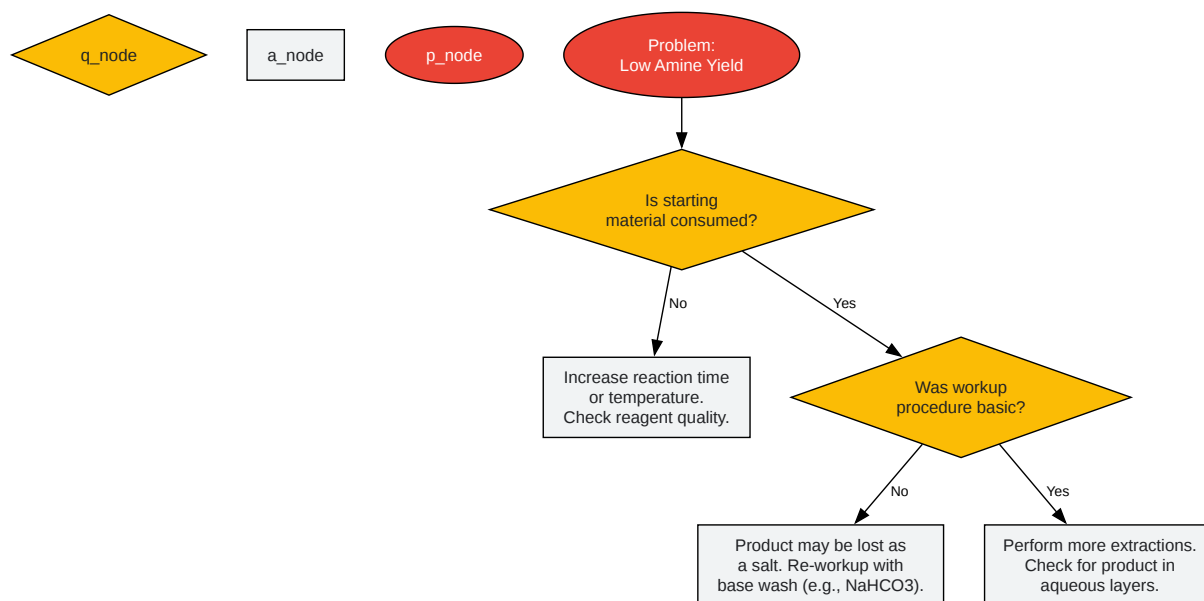 q_node
a_node
p_node
Problem:
Low Amine Yield
Is starting
material consumed?
No
Yes
Increase reaction time
or temperature.
Check reagent quality.
Was workup
procedure basic?
No
Yes
Product may be lost as
a salt. Re-workup with
base wash (e.g., NaHCO3).
Perform more extractions.
Check for product in
aqueous layers.